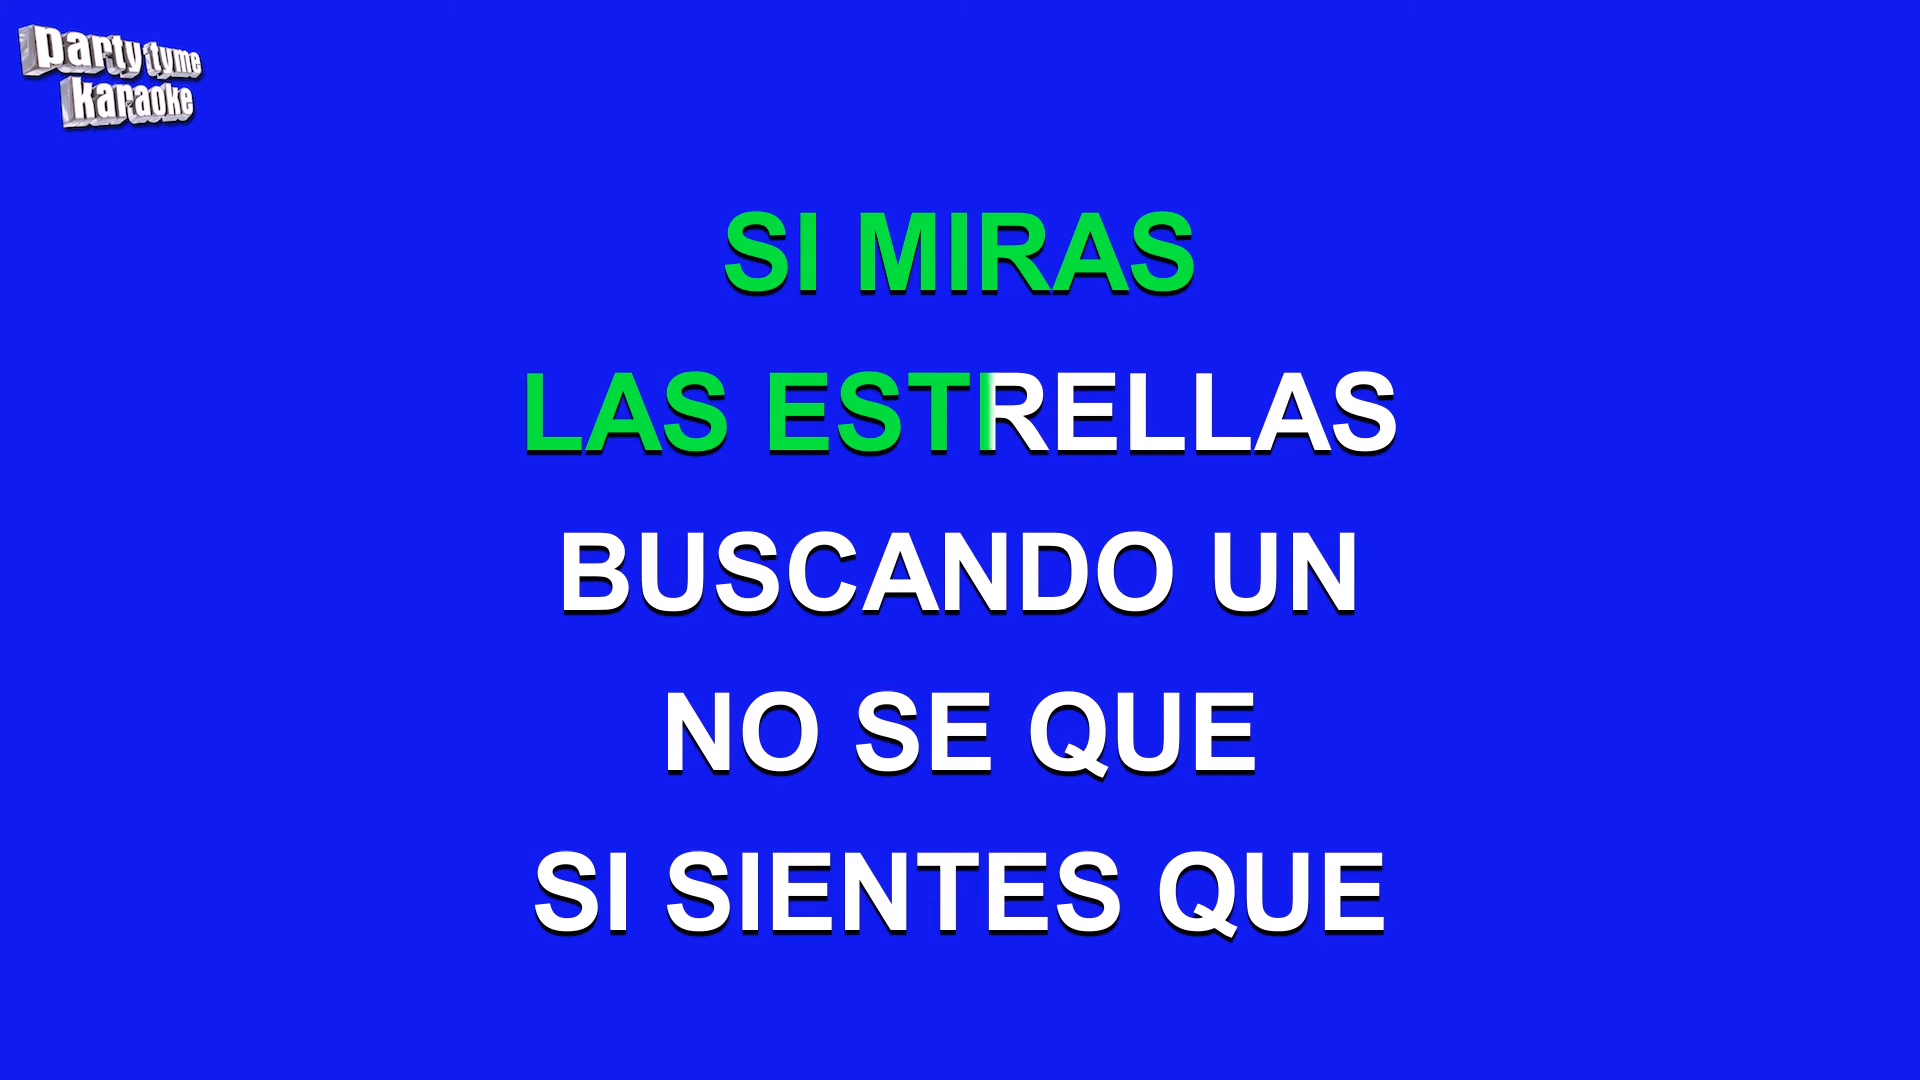 party tyme
karaoke
SI MIRAS
LAS ESTRELLAS
BUSCANDO UN
NO SE QUE
SI SIENTES QUE